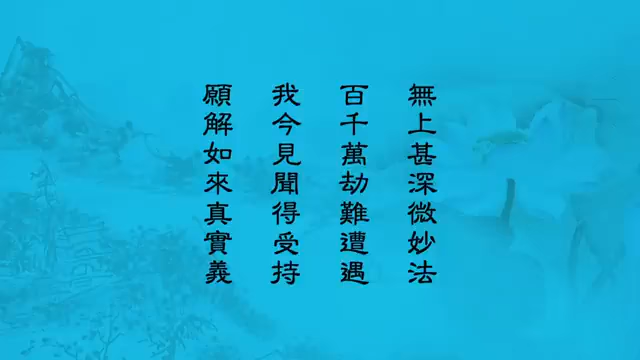 無上甚深微妙法
百千萬劫難遭遇
我今見聞得受持
願解如來真實義